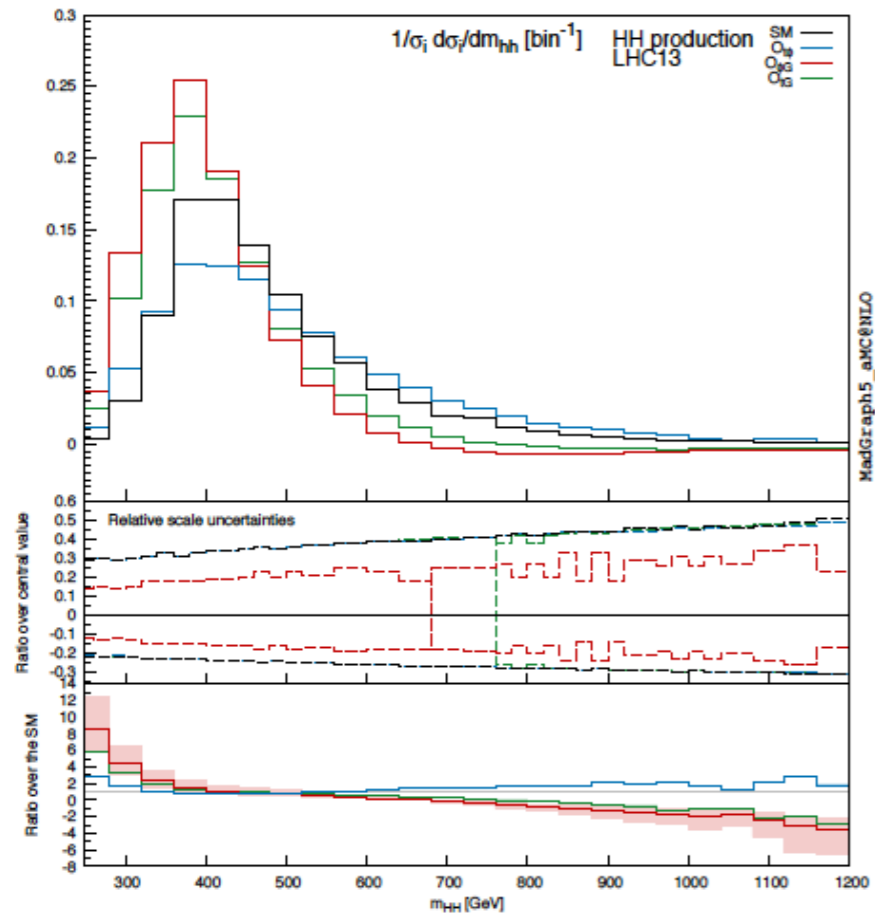 1/σi dσi/dmhh [bin⁻¹] HH production
LHC13
SM
Otφ
OφG
OtG
0.3
0.25
0.2
0.15
0.1
0.05
0
MadGraph5_aMC@NLO
Relative scale uncertainties
Ratio over central value
0.6
0.5
0.4
0.3
0.2
0.1
0
-0.1
-0.2
-0.3
Ratio over the SM
14
12
10
8
6
4
2
0
-2
-4
-6
-8
300 400 500 600 700 800 900 1000 1100 1200
mHH [GeV]